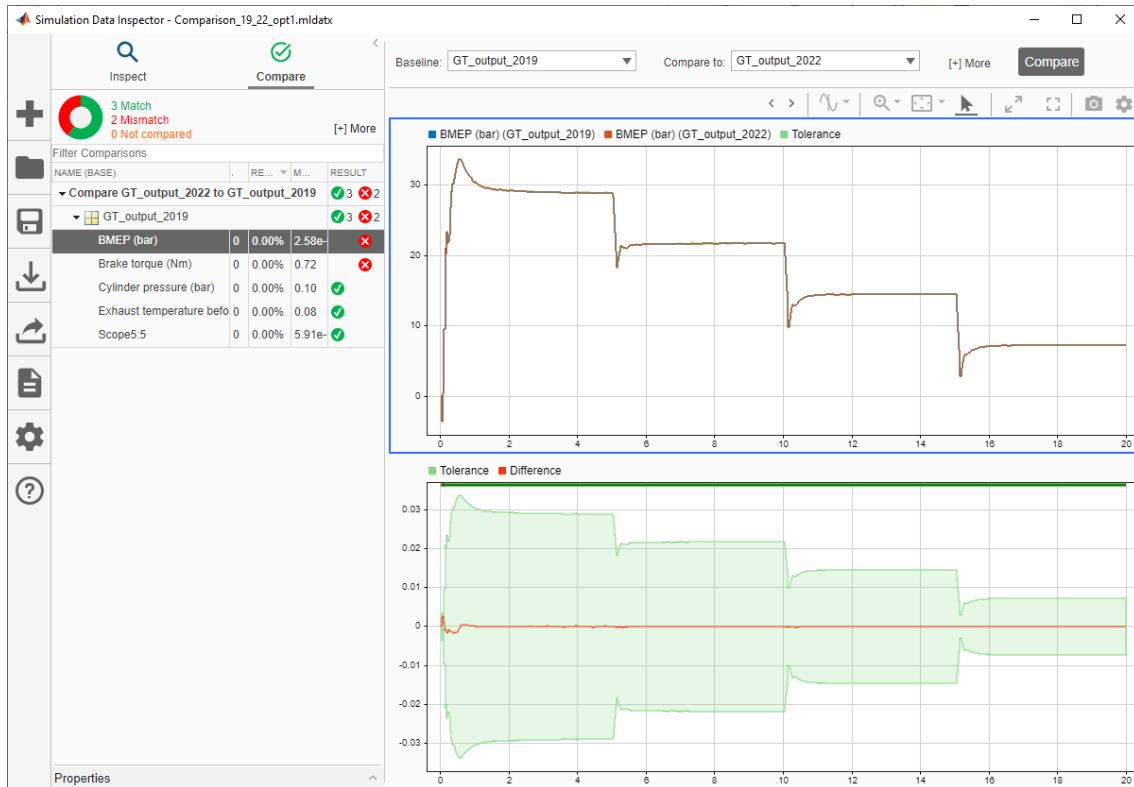 Simulation Data Inspector - Comparison_19_22_opt1.mldatx
Inspect
Compare
3 Match
2 Mismatch
0 Not compared
[+] More
Filter Comparisons
NAME (BASE) . RE... M... RESULT
Compare GT_output_2022 to GT_output_2019 3 2
GT_output_2019 3 2
BMEP (bar) 0 0.00% 2.58e-
Brake torque (Nm) 0 0.00% 0.72
Cylinder pressure (bar) 0 0.00% 0.10
Exhaust temperature befo 0 0.00% 0.08
Scope5:5 0 0.00% 5.91e-
Properties
Baseline: GT_output_2019 Compare to: GT_output_2022 [+] More Compare
BMEP (bar) (GT_output_2019) BMEP (bar) (GT_output_2022) Tolerance
30
20
10
0
0 2 4 6 8 10 12 14 16 18 20
Tolerance Difference
0.03
0.02
0.01
0
-0.01
-0.02
-0.03
0 2 4 6 8 10 12 14 16 18 20